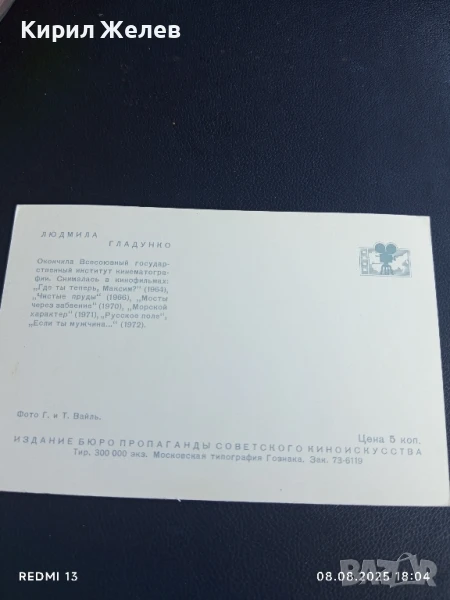 Кирил Желев
ЛЮДМИЛА
ГЛАДУНКО
Окончила Всесоюзный государ-
ственный институт кинематогра-
фии. Снималась в кинофильмах:
„Где ты теперь, Максим?" (1964),
„Чистые пруды" (1966), „Мосты
через забвение" (1970), „Морской
характер" (1971), „Русское поле",
„Если ты мужчина..." (1972).
Фото Г. и Т. Вайль.
Цена 5 коп.
ИЗДАНИЕ БЮРО ПРОПАГАНДЫ СОВЕТСКОГО КИНОИСКУССТВА
Тир. 300 000 экз. Московская типография Гознака. Зак. 73-6119
bazar
REDMI 13
08.08.2025 18:04